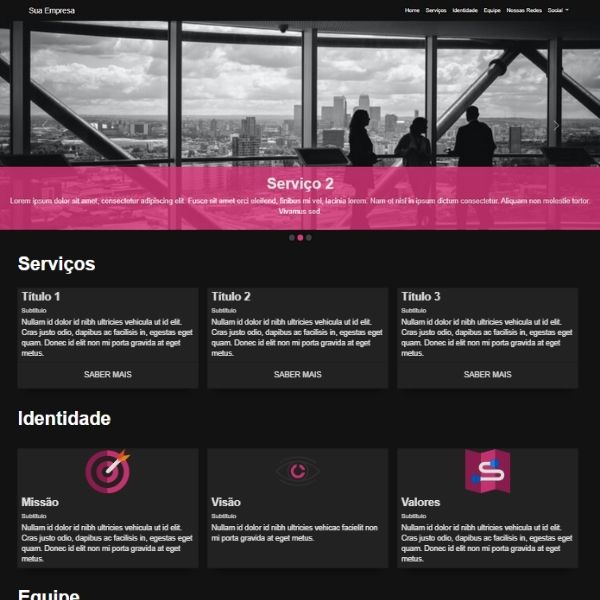 Sua Empresa
Home Serviços Identidade Equipe Nossas Redes Social
Serviço 2
Lorem ipsum dolor sit amet, consectetur adipiscing elit. Fusce sit amet orci eleifend, finibus mi vel, lacinia lorem. Nam et nisl in ipsum dictum consectetur. Aliquam non molestie tortor.
Vivamus sed
Serviços
Título 1
Subtítulo
Nullam id dolor id nibh ultricies vehicula ut id elit.
Cras justo odio, dapibus ac facilisis in, egestas eget
quam. Donec id elit non mi porta gravida at eget
metus.
SABER MAIS
Título 2
Subtítulo
Nullam id dolor id nibh ultricies vehicula ut id elit.
Cras justo odio, dapibus ac facilisis in, egestas eget
quam. Donec id elit non mi porta gravida at eget
metus.
SABER MAIS
Título 3
Subtítulo
Nullam id dolor id nibh ultricies vehicula ut id elit.
Cras justo odio, dapibus ac facilisis in, egestas eget
quam. Donec id elit non mi porta gravida at eget
metus.
SABER MAIS
Identidade
Missão
Subtítulo
Nullam id dolor id nibh ultricies vehicula ut id elit.
Cras justo odio, dapibus ac facilisis in, egestas eget
quam. Donec id elit non mi porta gravida at eget
metus.
Visão
Subtítulo
Nullam id dolor id nibh ultricies vehicac facielit non
mi porta gravida at eget metus.
Valores
Subtítulo
Nullam id dolor id nibh ultricies vehicula ut id elit.
Cras justo odio, dapibus ac facilisis in, egestas eget
quam. Donec id elit non mi porta gravida at eget
metus.
Equipe